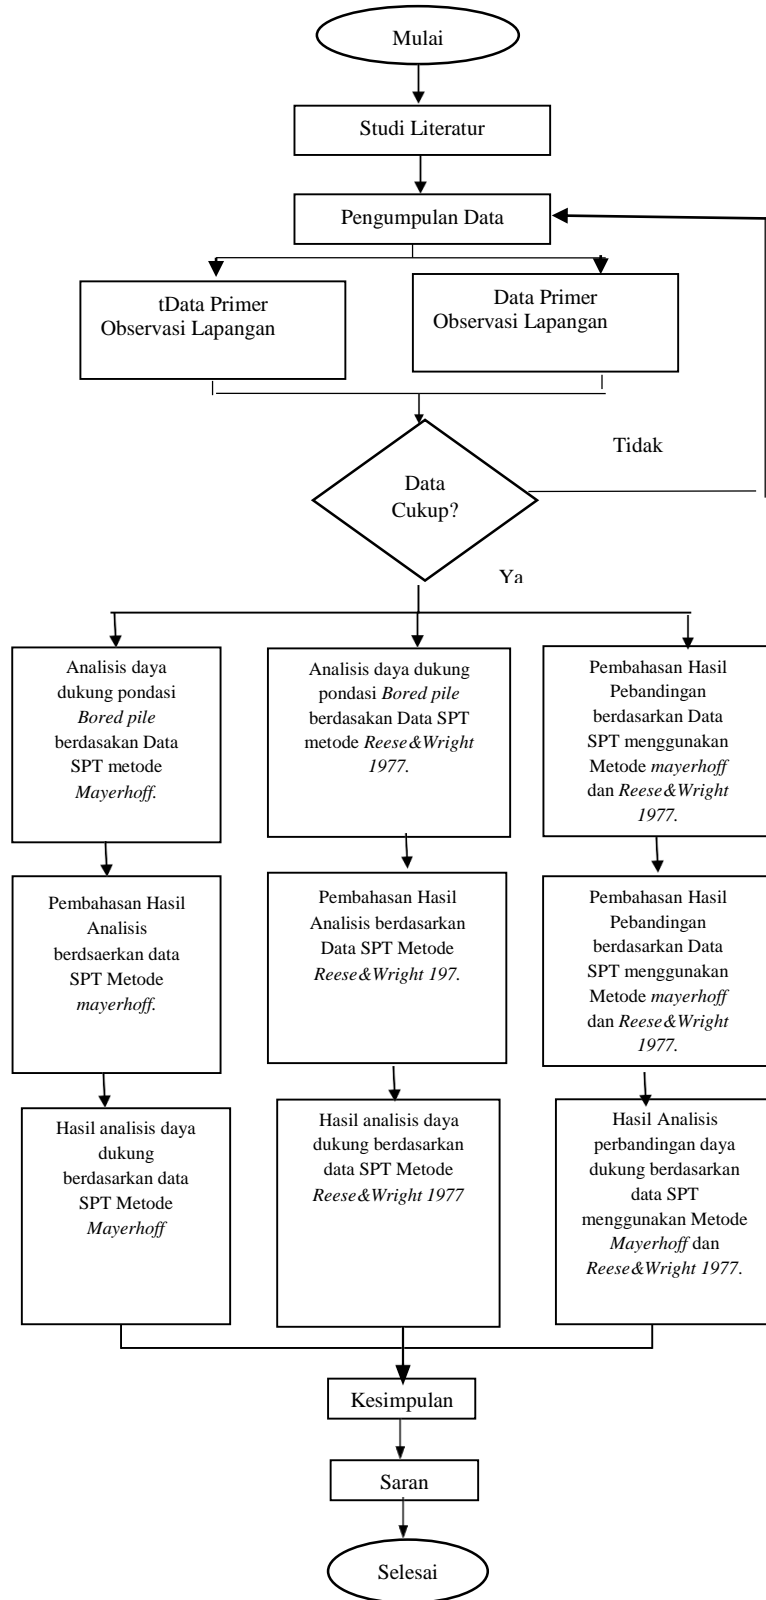 Mulai
Studi Literatur
Pengumpulan Data
tData Primer
Observasi Lapangan
Data Primer
Observasi Lapangan
Tidak
Data
Cukup?
Ya
Analisis daya
dukung pondasi
Bored pile
berdasakan Data
SPT metode
Mayerhoff.
Analisis daya dukung
pondasi Bored pile
berdasakan Data SPT
metode Reese&Wright
1977.
Pembahasan Hasil
Pebandingan
berdasarkan Data
SPT menggunakan
Metode mayerhoff
dan Reese&Wright
1977.
Pembahasan Hasil
Analisis
berdsaerkan data
SPT Metode
mayerhoff.
Pembahasan Hasil
Analisis berdasarkan
Data SPT Metode
Reese&Wright 197.
Pembahasan Hasil
Pebandingan
berdasarkan Data
SPT menggunakan
Metode mayerhoff
dan Reese&Wright
1977.
Hasil analisis daya
dukung
berdasarkan data
SPT Metode
Mayerhoff
Hasil analisis daya
dukung berdasarkan
data SPT Metode
Reese&Wright 1977
Hasil Analisis
perbandingan daya
dukung berdasarkan
data SPT
menggunakan Metode
Mayerhoff dan
Reese&Wright 1977.
Kesimpulan
Saran
Selesai